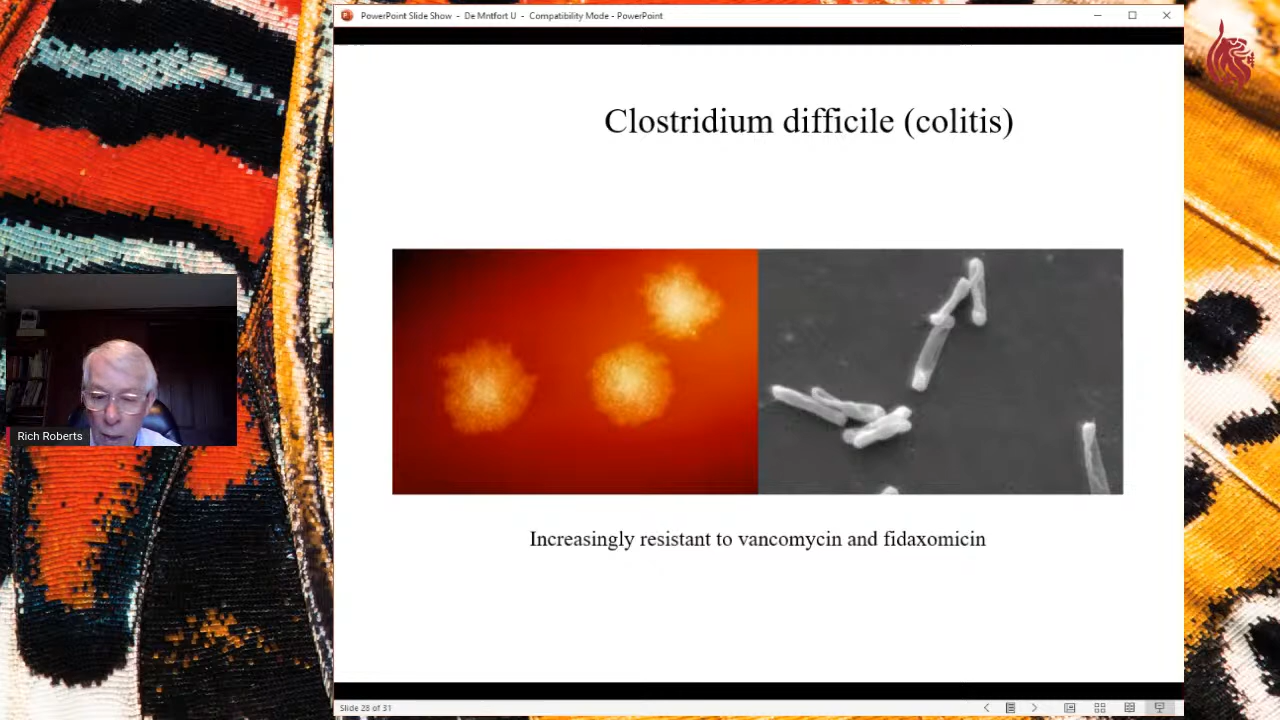 PowerPoint Slide Show - De Mntfort U - Compatibility Mode - PowerPoint
Clostridium difficile (colitis)
Rich Roberts
Increasingly resistant to vancomycin and fidaxomicin
Slide 28 of 31